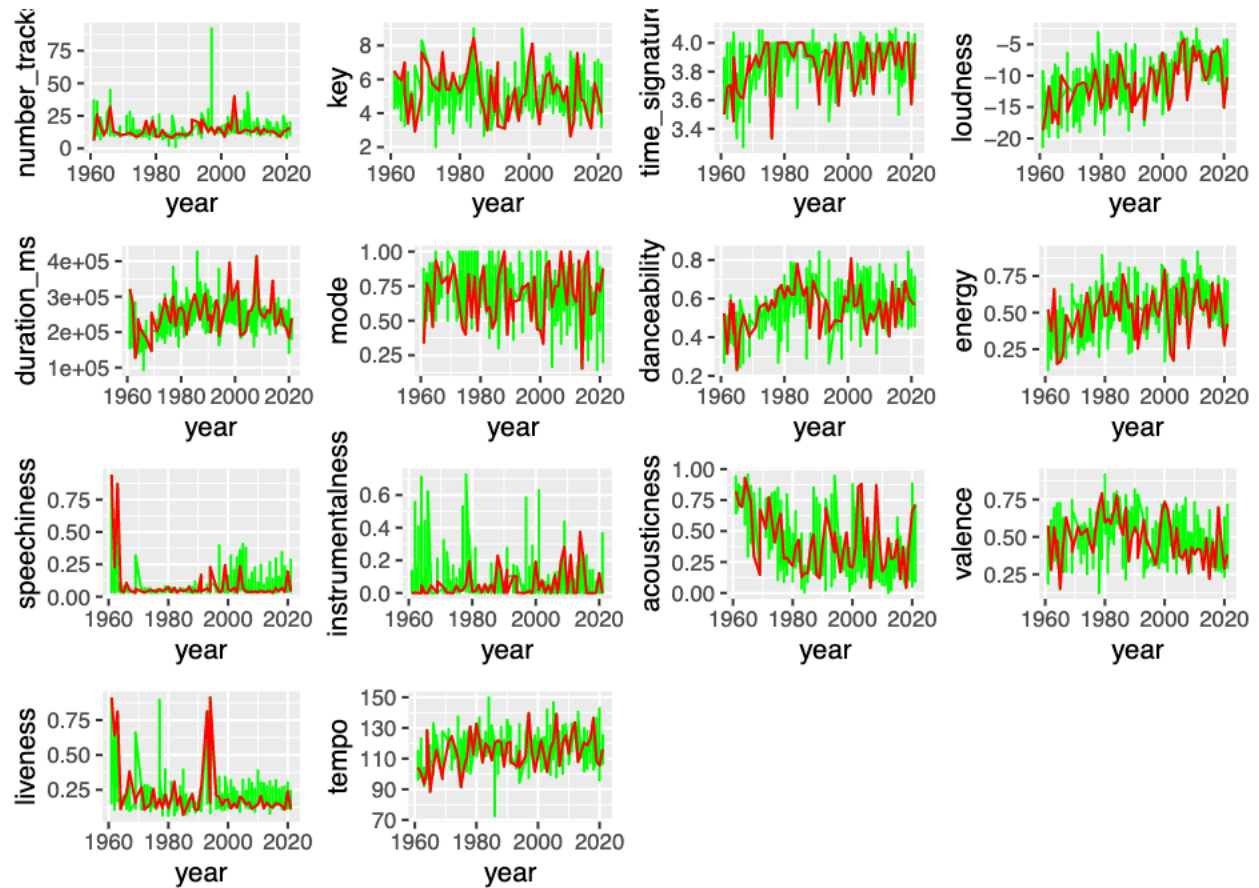 number_tracks
75
50
25
0
1960 1980 2000 2020
year
key
8
6
4
2
1960 1980 2000 2020
year
time_signature
4.0
3.8
3.6
3.4
1960 1980 2000 2020
year
loudness
−5
−10
−15
−20
1960 1980 2000 2020
year
duration_ms
4e+05
3e+05
2e+05
1e+05
1960 1980 2000 2020
year
mode
1.00
0.75
0.50
0.25
1960 1980 2000 2020
year
danceability
0.8
0.6
0.4
0.2
1960 1980 2000 2020
year
energy
0.75
0.50
0.25
1960 1980 2000 2020
year
speechiness
0.75
0.50
0.25
0.00
1960 1980 2000 2020
year
instrumentalness
0.6
0.4
0.2
0.0
1960 1980 2000 2020
year
acousticness
1.00
0.75
0.50
0.25
0.00
1960 1980 2000 2020
year
valence
0.75
0.50
0.25
1960 1980 2000 2020
year
liveness
0.75
0.50
0.25
1960 1980 2000 2020
year
tempo
150
130
110
90
70
1960 1980 2000 2020
year